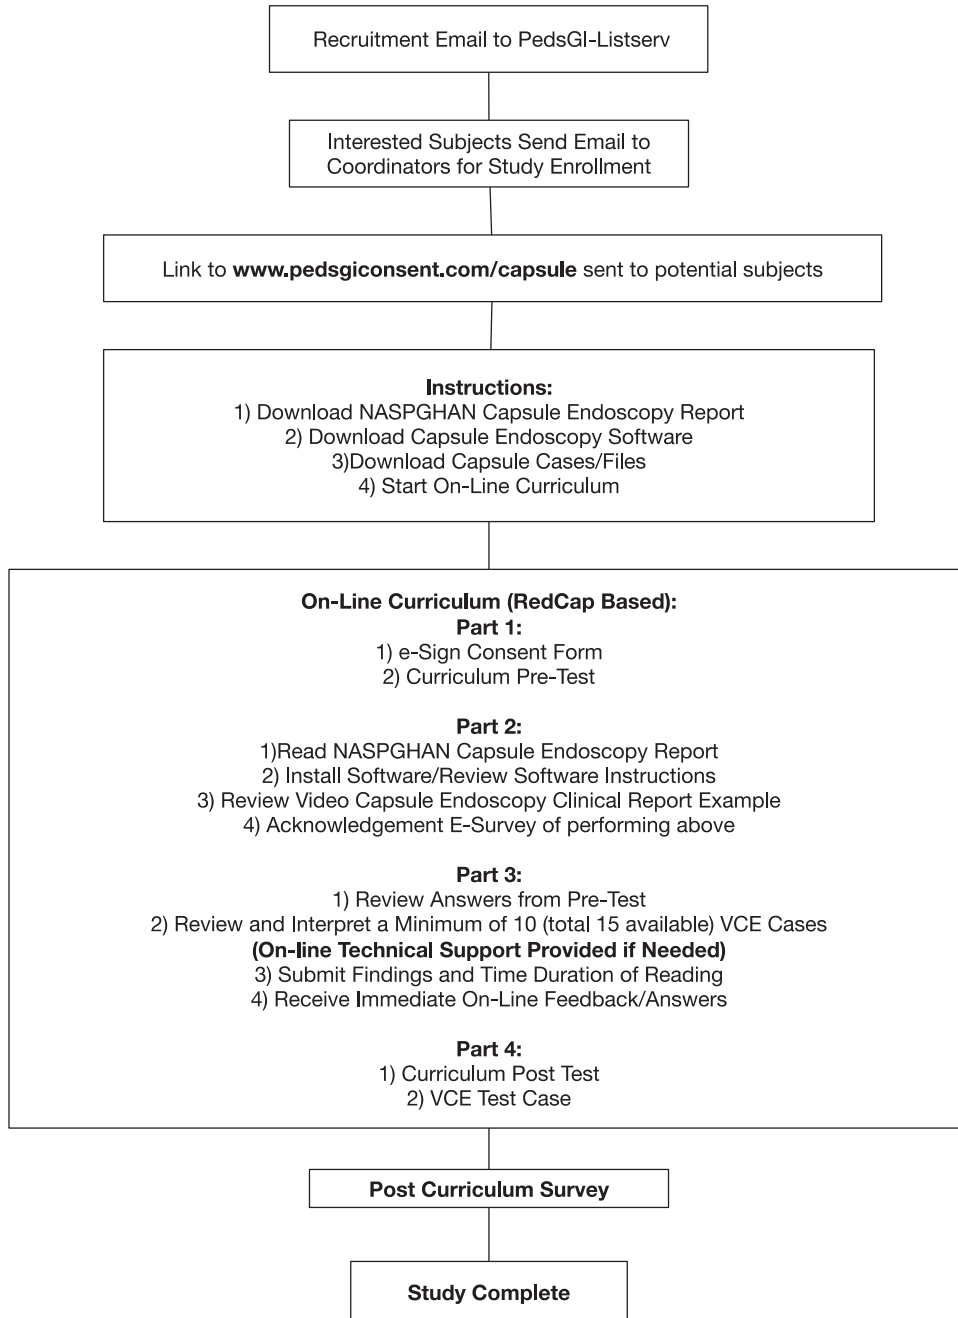 Recruitment Email to PedsGI-Listserv
Interested Subjects Send Email to
Coordinators for Study Enrollment
Link to www.pedsgiconsent.com/capsule sent to potential subjects
Instructions:
1) Download NASPGHAN Capsule Endoscopy Report
2) Download Capsule Endoscopy Software
3)Download Capsule Cases/Files
4) Start On-Line Curriculum
On-Line Curriculum (RedCap Based):
Part 1:
1) e-Sign Consent Form
2) Curriculum Pre-Test
Part 2:
1)Read NASPGHAN Capsule Endoscopy Report
2) Install Software/Review Software Instructions
3) Review Video Capsule Endoscopy Clinical Report Example
4) Acknowledgement E-Survey of performing above
Part 3:
1) Review Answers from Pre-Test
2) Review and Interpret a Minimum of 10 (total 15 available) VCE Cases
(On-line Technical Support Provided if Needed)
3) Submit Findings and Time Duration of Reading
4) Receive Immediate On-Line Feedback/Answers
Part 4:
1) Curriculum Post Test
2) VCE Test Case
Post Curriculum Survey
Study Complete